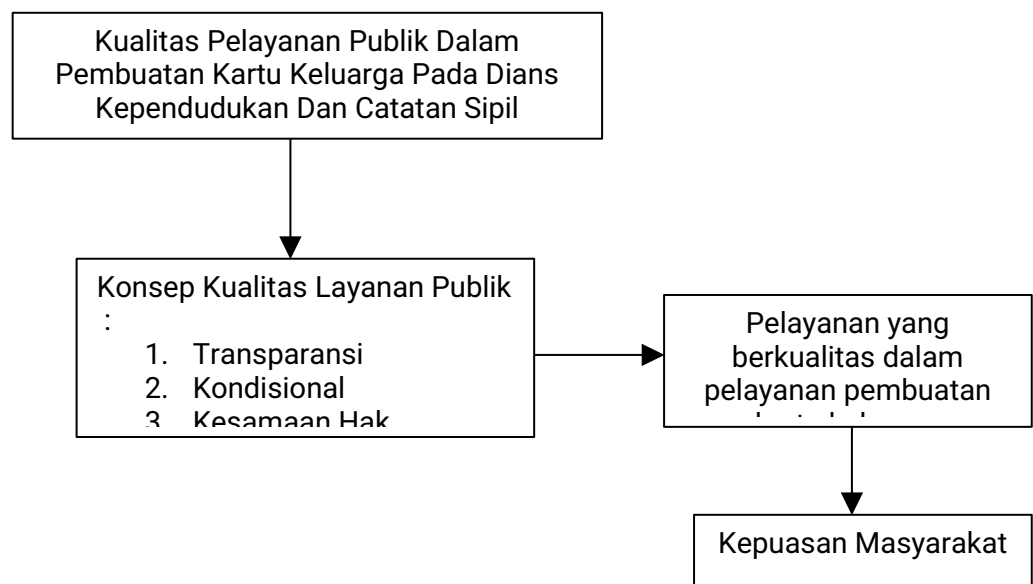 Kualitas Pelayanan Publik Dalam
Pembuatan Kartu Keluarga Pada Dians
Kependudukan Dan Catatan Sipil
Konsep Kualitas Layanan Publik
:
1. Transparansi
2. Kondisional
3. Kesamaan Hak
Pelayanan yang
berkualitas dalam
pelayanan pembuatan
Kepuasan Masyarakat